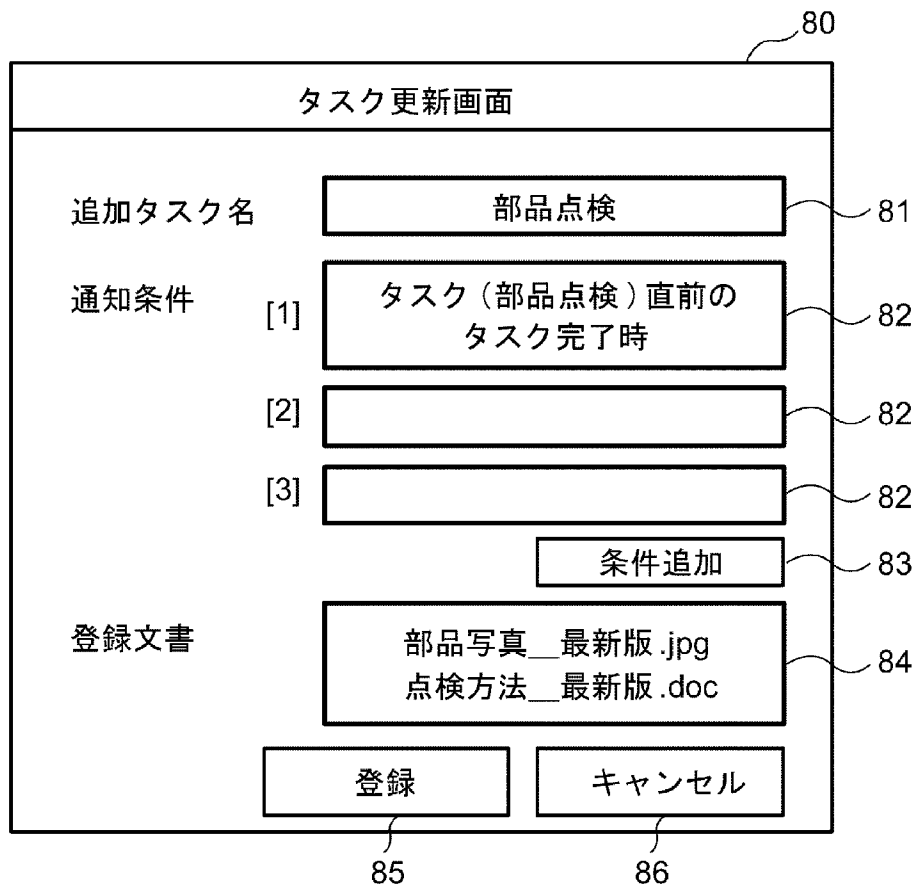 80
タスク更新画面
追加タスク名
部品点検
81
通知条件
[1]
タスク(部品点検)直前の
タスク完了時
82
[2]
82
[3]
82
条件追加
83
登録文書
部品写真__最新版.jpg
点検方法__最新版.doc
84
登録
キャンセル
85
86